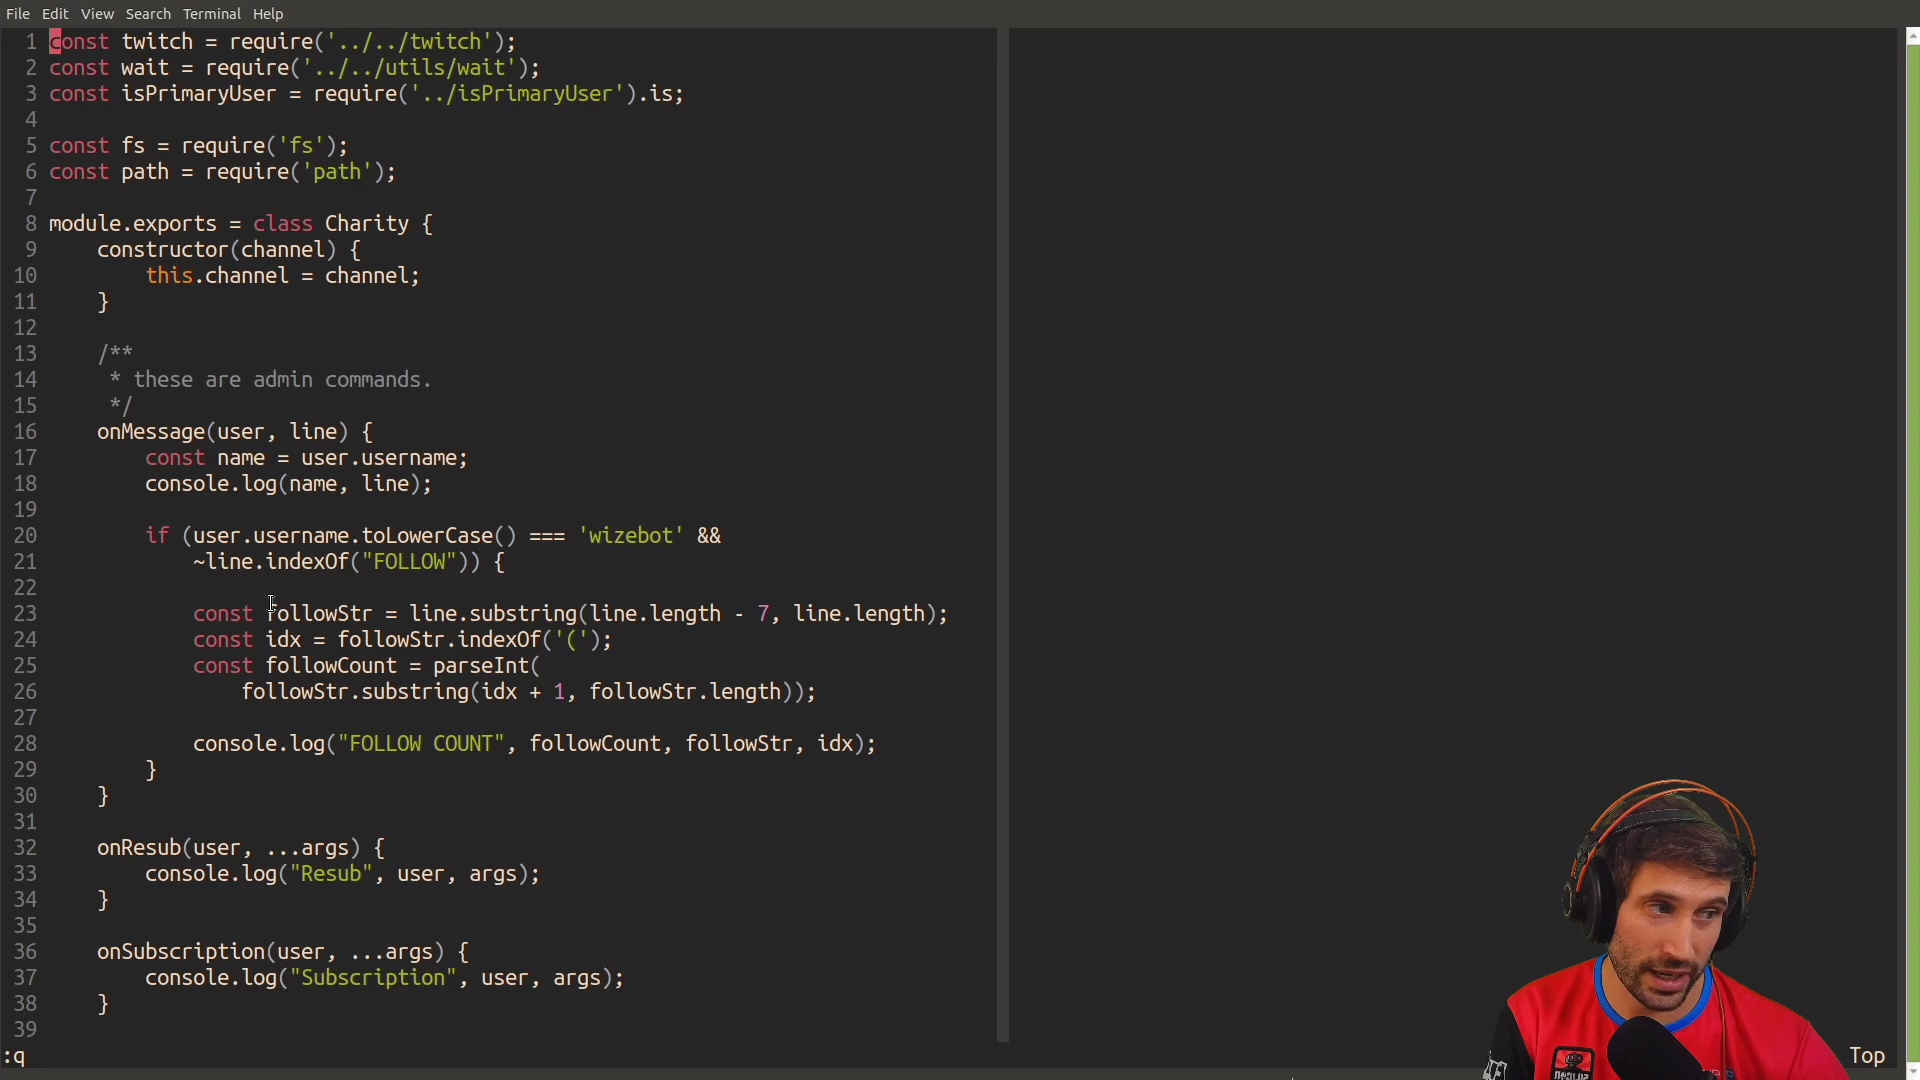 File Edit View Search Terminal Help
1 const twitch = require('../../twitch');
2 const wait = require('../../utils/wait');
3 const isPrimaryUser = require('../isPrimaryUser').is;
4
5 const fs = require('fs');
6 const path = require('path');
7
8 module.exports = class Charity {
9     constructor(channel) {
10         this.channel = channel;
11     }
12
13     /**
14      * these are admin commands.
15      */
16     onMessage(user, line) {
17         const name = user.username;
18         console.log(name, line);
19
20         if (user.username.toLowerCase() === 'wizebot' &&
21             ~line.indexOf("FOLLOW")) {
22
23             const followStr = line.substring(line.length - 7, line.length);
24             const idx = followStr.indexOf('(');
25             const followCount = parseInt(
26                 followStr.substring(idx + 1, followStr.length));
27
28             console.log("FOLLOW COUNT", followCount, followStr, idx);
29         }
30     }
31
32     onResub(user, ...args) {
33         console.log("Resub", user, args);
34     }
35
36     onSubscription(user, ...args) {
37         console.log("Subscription", user, args);
38     }
39
:q Top